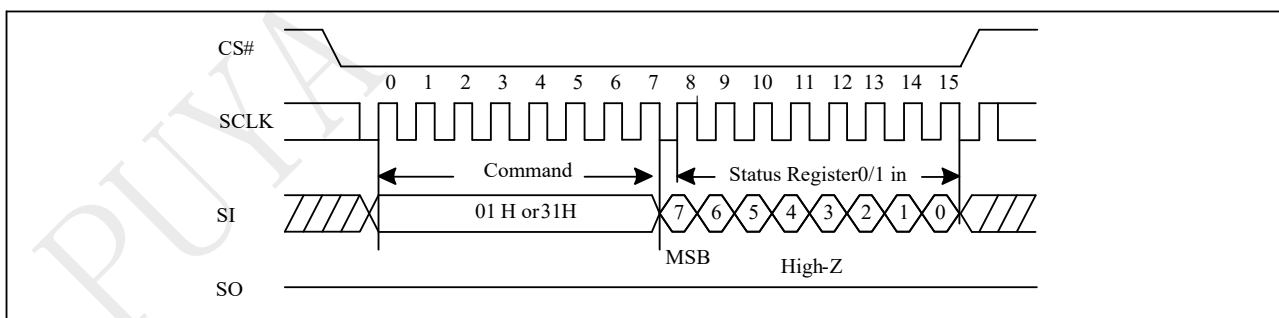 PUYA
CS#
0 1 2 3 4 5 6 7 8 9 10 11 12 13 14 15
SCLK
Command Status Register0/1 in
SI 01 H or31H 7 6 5 4 3 2 1 0
MSB High-Z
SO